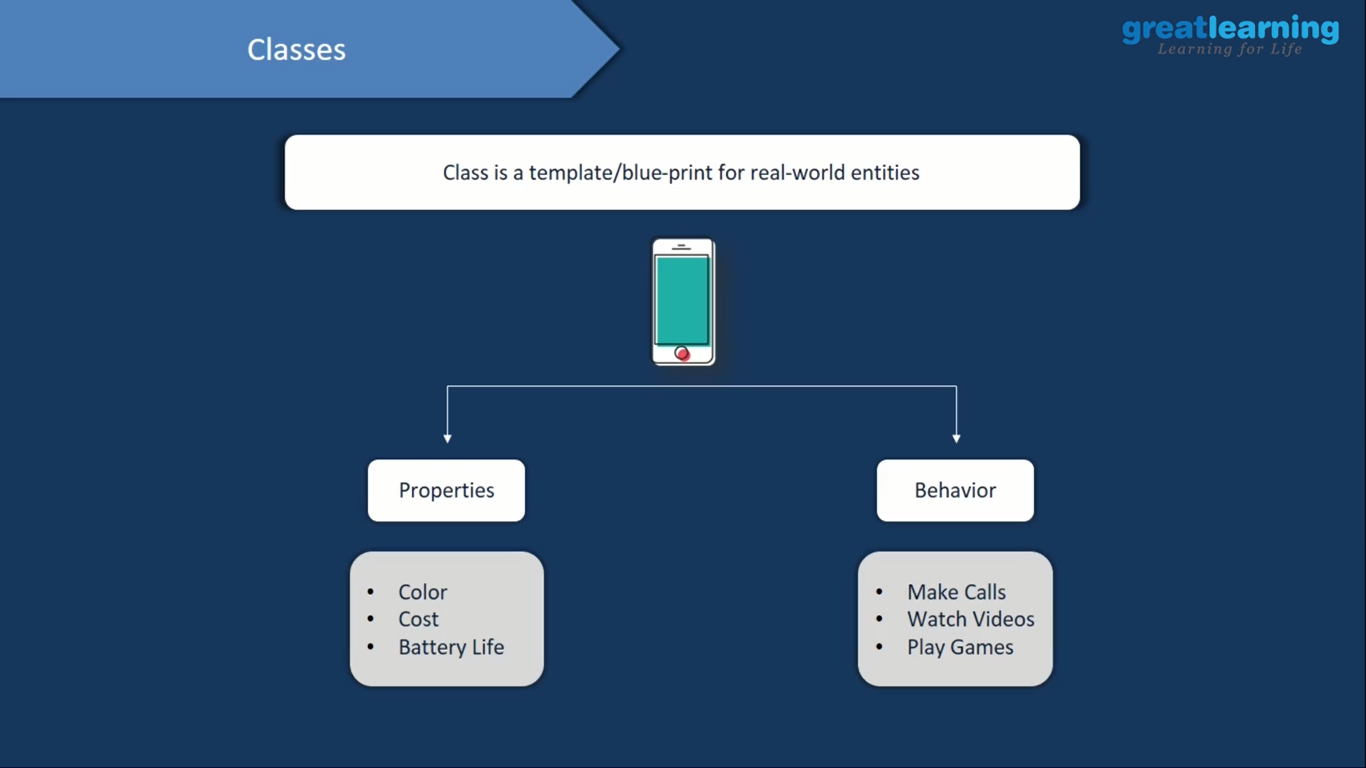 Classes
greatlearning
Learning for Life
Class is a template/blue-print for real-world entities
Properties
Behavior
• Color
• Cost
• Battery Life
• Make Calls
• Watch Videos
• Play Games